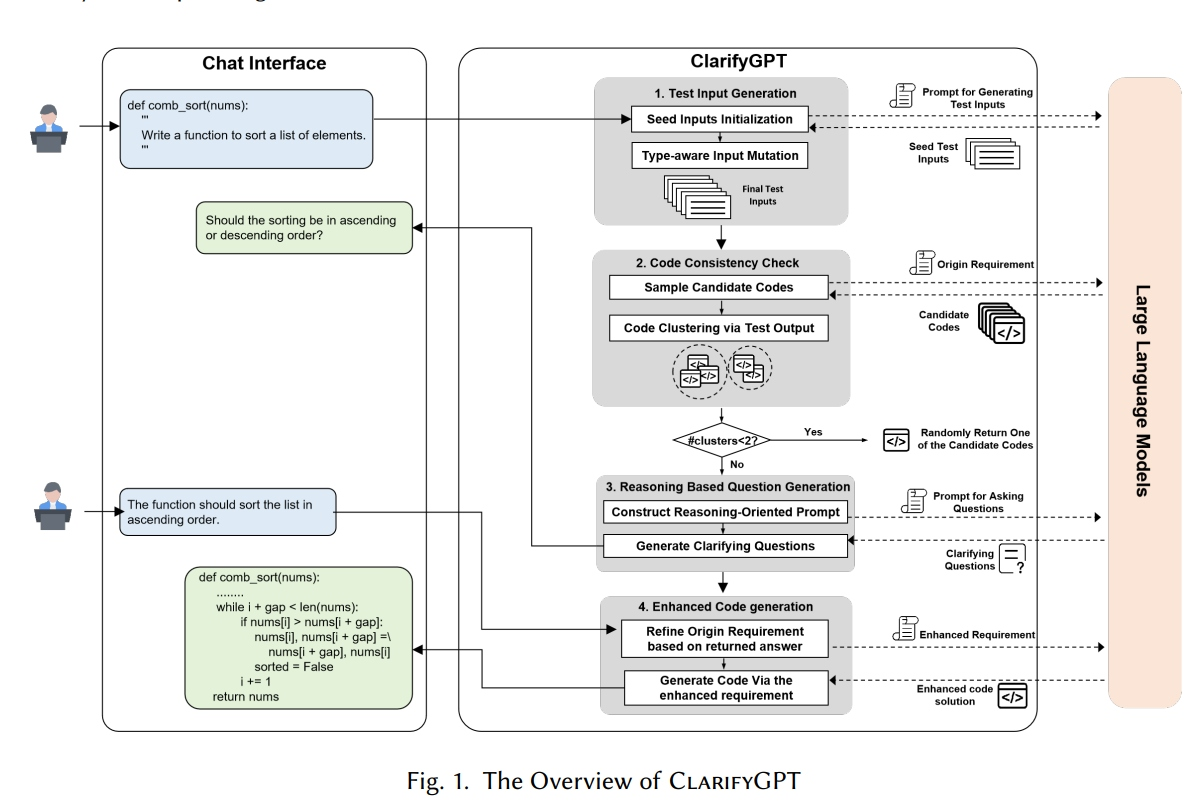 Chat Interface
def comb_sort(nums):
'''
Write a function to sort a list of elements.
'''
Should the sorting be in ascending
or descending order?
The function should sort the list in
ascending order.
def comb_sort(nums):
........
while i + gap < len(nums):
if nums[i] > nums[i + gap]:
nums[i], nums[i + gap] =\
nums[i + gap], nums[i]
sorted = False
i += 1
return nums
ClarifyGPT
1. Test Input Generation
Seed Inputs Initialization
Type-aware Input Mutation
Final Test
Inputs
Prompt for Generating
Test Inputs
Seed Test
Inputs
2. Code Consistency Check
Sample Candidate Codes
Code Clustering via Test Output
</>
</>
</>
</>
</>
Origin Requirement
Candidate
Codes
</>
#clusters<2?
Yes
</>
Randomly Return One
of the Candidate Codes
No
3. Reasoning Based Question Generation
Construct Reasoning-Oriented Prompt
Generate Clarifying Questions
Prompt for Asking
Questions
Clarifying
Questions
?
4. Enhanced Code generation
Refine Origin Requirement
based on returned answer
Generate Code Via the
enhanced requirement
Enhanced Requirement
Enhanced code
solution
</>
Large Language Models
Fig. 1. The Overview of ClarifyGPT